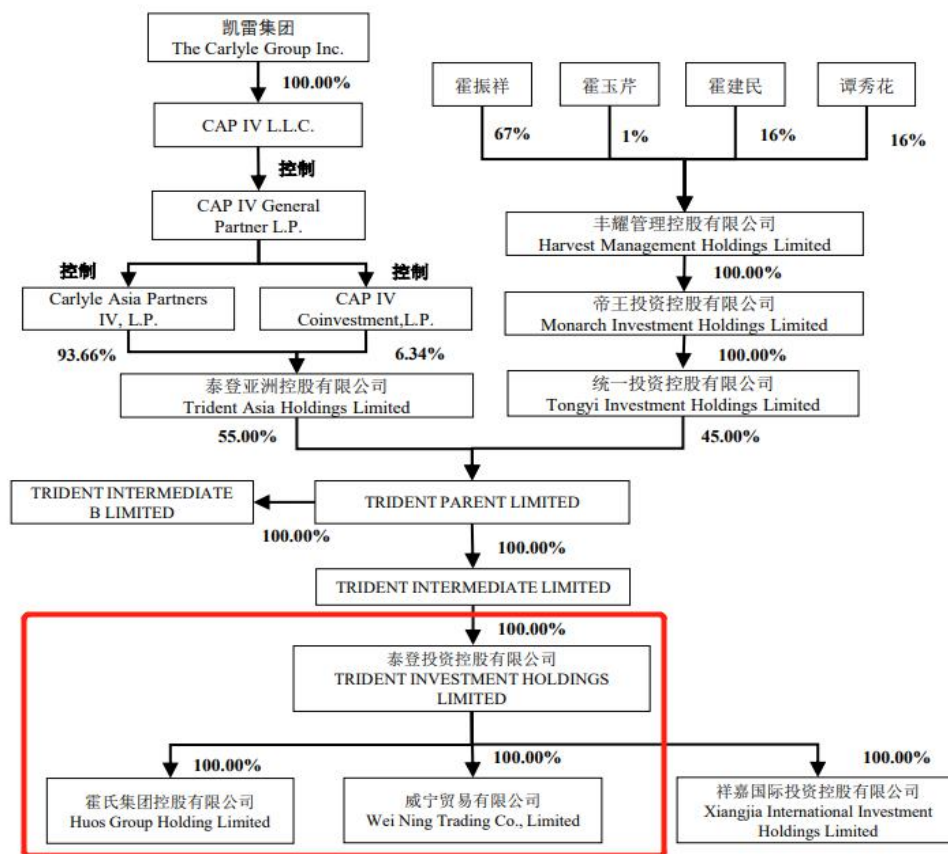 凯雷集团
The Carlyle Group Inc.
100.00%
CAP IV L.L.C.
控制
CAP IV General
Partner L.P.
控制
控制
Carlyle Asia Partners
IV, L.P.
CAP IV
Coinvestment,L.P.
93.66%
6.34%
泰登亚洲控股有限公司
Trident Asia Holdings Limited
55.00%
霍振祥
霍玉芹
霍建民
谭秀花
67%
1%
16%
16%
丰耀管理控股有限公司
Harvest Management Holdings Limited
100.00%
帝王投资控股有限公司
Monarch Investment Holdings Limited
100.00%
统一投资控股有限公司
Tongyi Investment Holdings Limited
45.00%
TRIDENT INTERMEDIATE
B LIMITED
TRIDENT PARENT LIMITED
100.00%
100.00%
TRIDENT INTERMEDIATE LIMITED
100.00%
泰登投资控股有限公司
TRIDENT INVESTMENT HOLDINGS
LIMITED
100.00%
100.00%
100.00%
霍氏集团控股有限公司
Huos Group Holding Limited
威宁贸易有限公司
Wei Ning Trading Co., Limited
祥嘉国际投资控股有限公司
Xiangjia International Investment
Holdings Limited